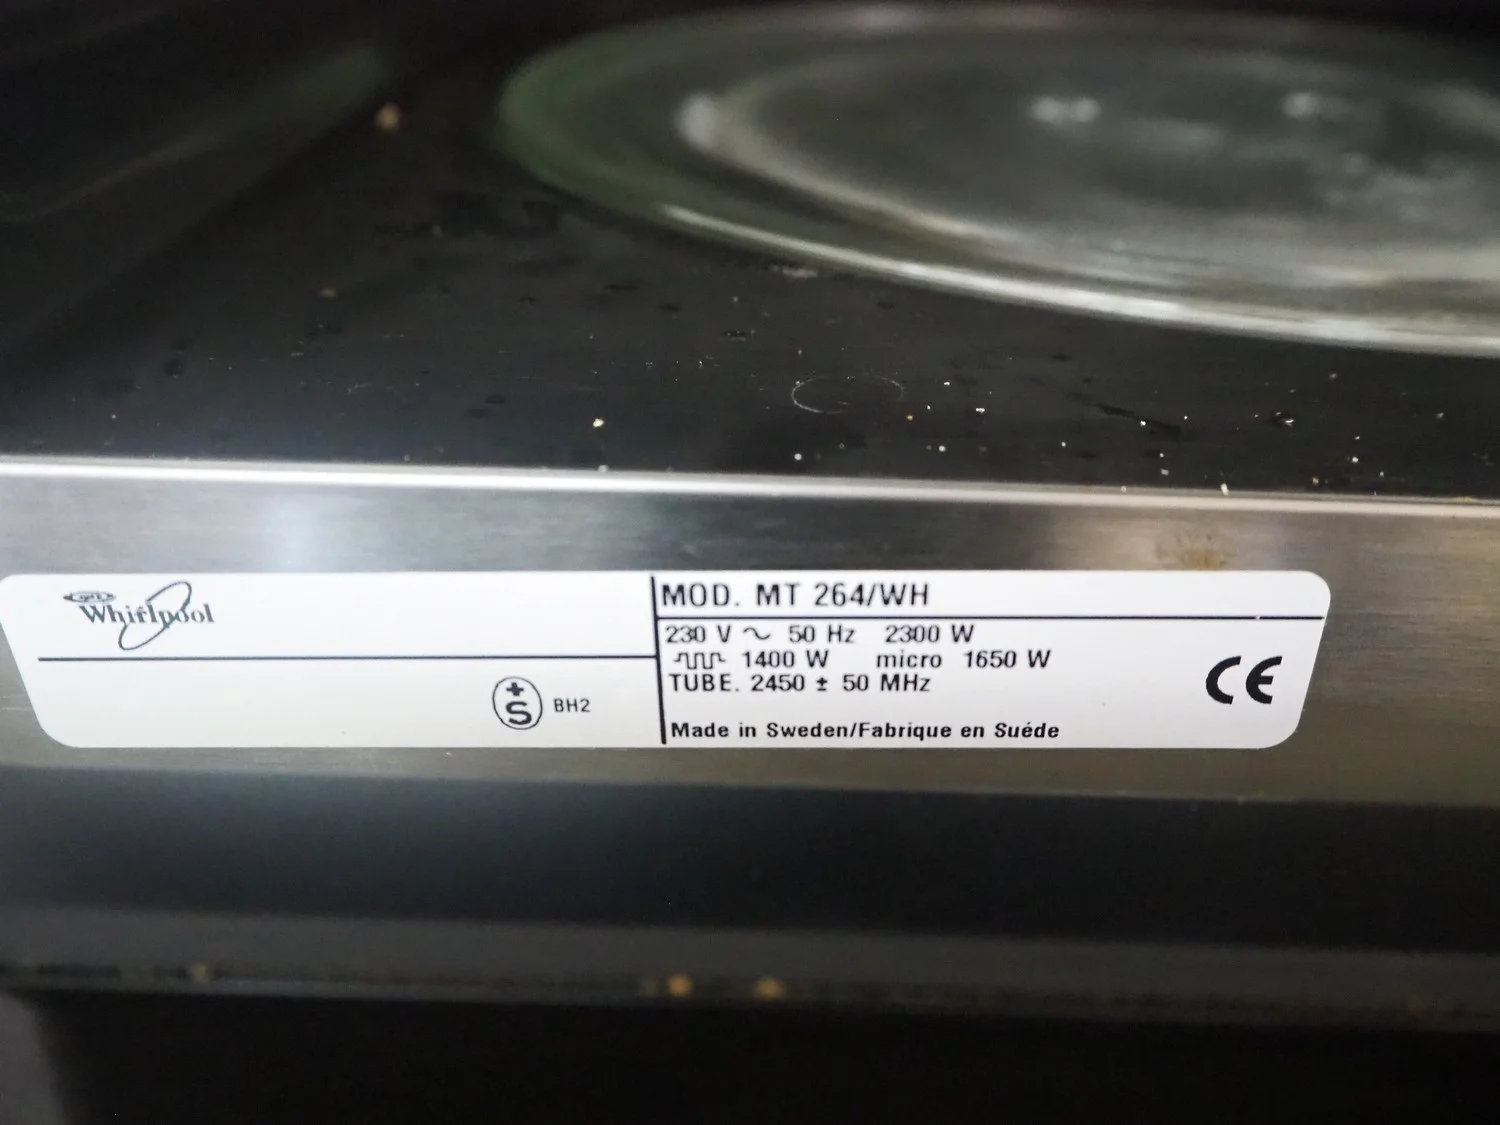 Whirlpool
+
S
BH2
MOD. MT 264/WH
230 V ~ 50 Hz 2300 W
1400 W micro 1650 W
TUBE. 2450 ± 50 MHz
Made in Sweden/Fabrique en Suéde
CE